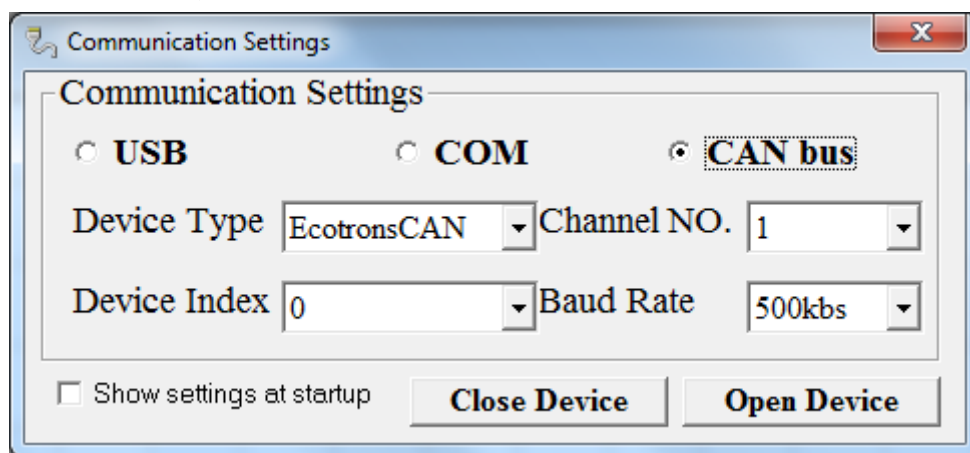 Communication Settings
Communication Settings
USB COM CAN bus
Device Type EcotronsCAN Channel NO. 1
Device Index 0 Baud Rate 500kbs
Show settings at startup Close Device Open Device